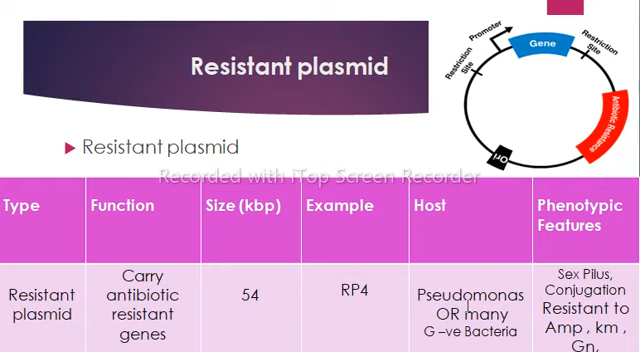 Resistant plasmid
Promoter
Gene
Restriction
Site
Restriction
Site
Antibiotic Resistance
Ori
Resistant plasmid
Recorded with iTop Screen Recorder
Type
Function
Size (kbp)
Example
Host
Phenotypic
Features
Resistant
plasmid
Carry
antibiotic
resistant
genes
54
RP4
Pseudomonas
OR many
G –ve Bacteria
Sex Pilus,
Conjugation
Resistant to
Amp , km ,
Gn,